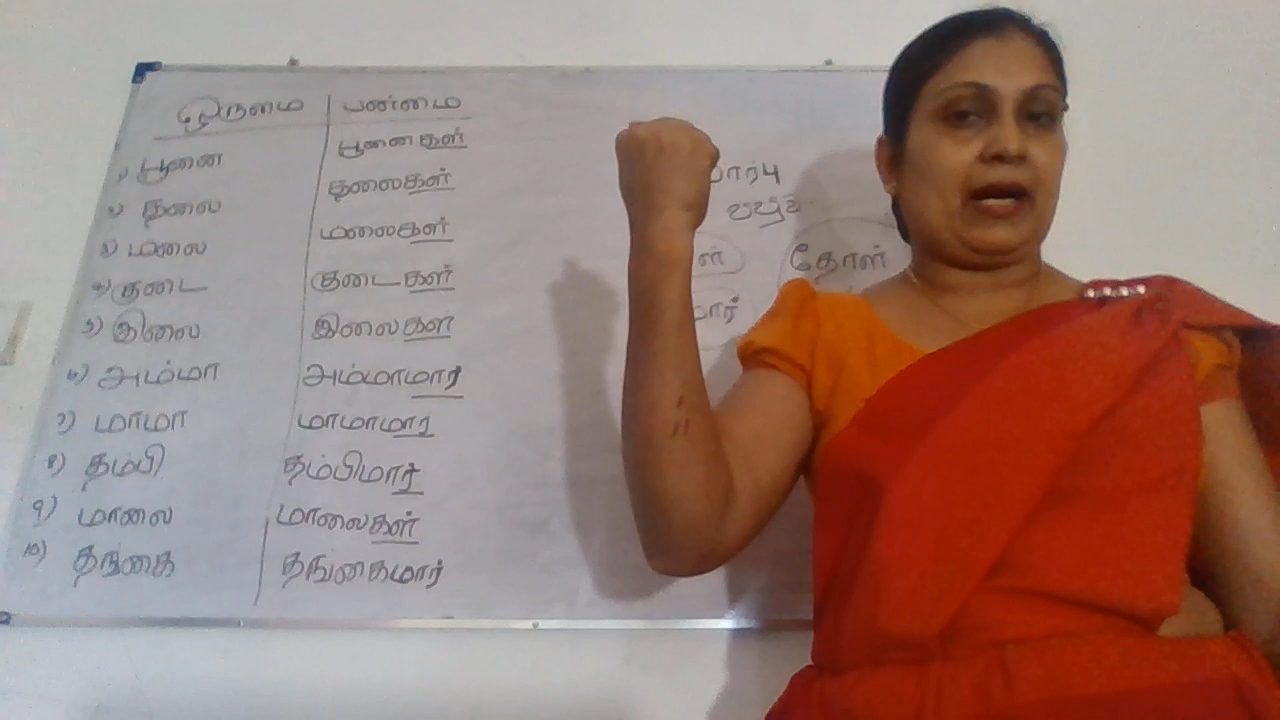 ஒருமை பன்மை
1) பூனை பூனைகள்
2) தலை தலைகள்
3) மலை மலைகள்
4) குடை குடைகள்
5) இலை இலைகள்
6) அம்மா அம்மாமார்
7) மாமா மாமாமார்
8) தம்பி தம்பிமார்
9) மாலை மாலைகள்
10) தங்கை தங்கைமார்
மார்பு
ள் தோள்
மார்